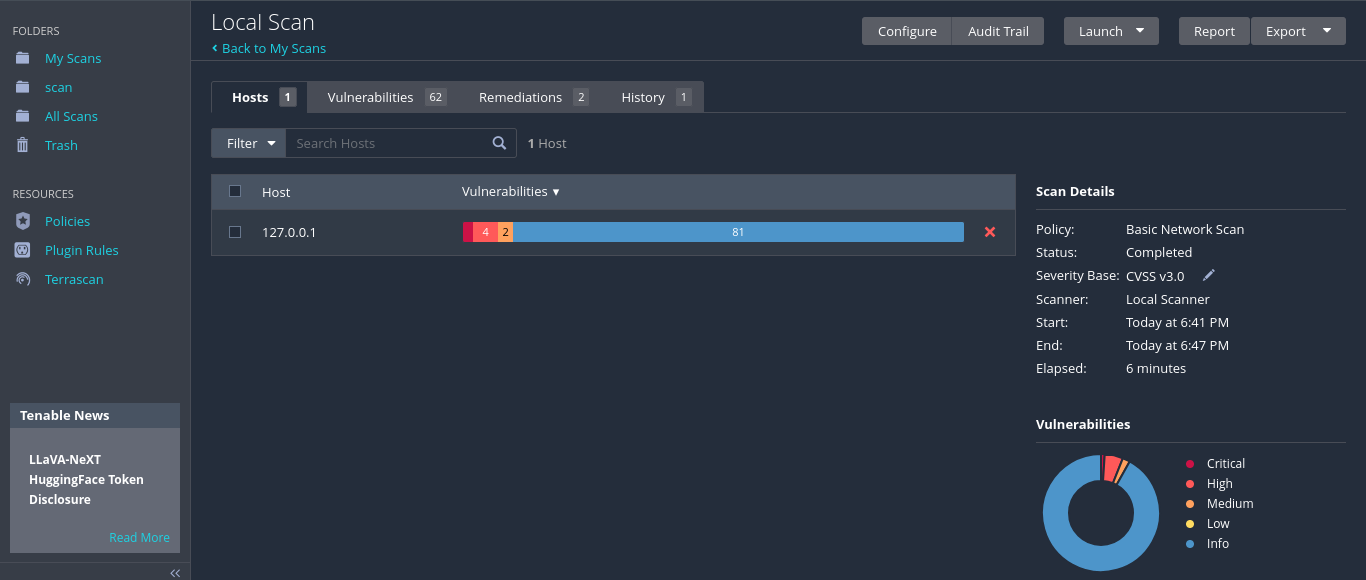 FOLDERS
My Scans
scan
All Scans
Trash
RESOURCES
Policies
Plugin Rules
Terrascan
Tenable News
LLaVA-NeXT
HuggingFace Token
Disclosure
Read More
Local Scan
Back to My Scans
Configure Audit Trail Launch Report Export
Hosts 1 Vulnerabilities 62 Remediations 2 History 1
Filter Search Hosts 1 Host
Host Vulnerabilities
127.0.0.1 4 2 81
Scan Details
Policy: Basic Network Scan
Status: Completed
Severity Base: CVSS v3.0
Scanner: Local Scanner
Start: Today at 6:41 PM
End: Today at 6:47 PM
Elapsed: 6 minutes
Vulnerabilities
Critical
High
Medium
Low
Info